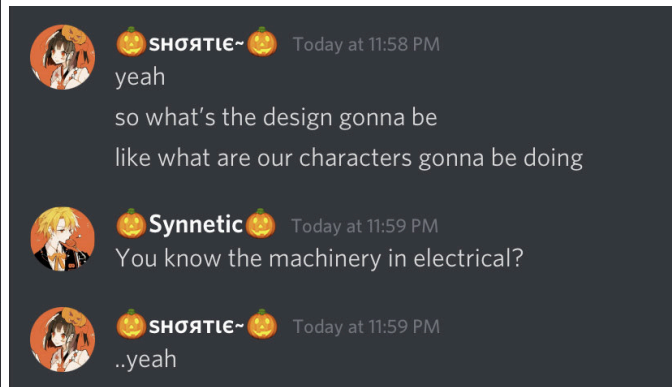 🎃ѕнσятιє~🎃 Today at 11:58 PM
yeah
so what’s the design gonna be
like what are our characters gonna be doing
🎃Synnetic🎃 Today at 11:59 PM
You know the machinery in electrical?
🎃ѕнσятιє~🎃 Today at 11:59 PM
..yeah